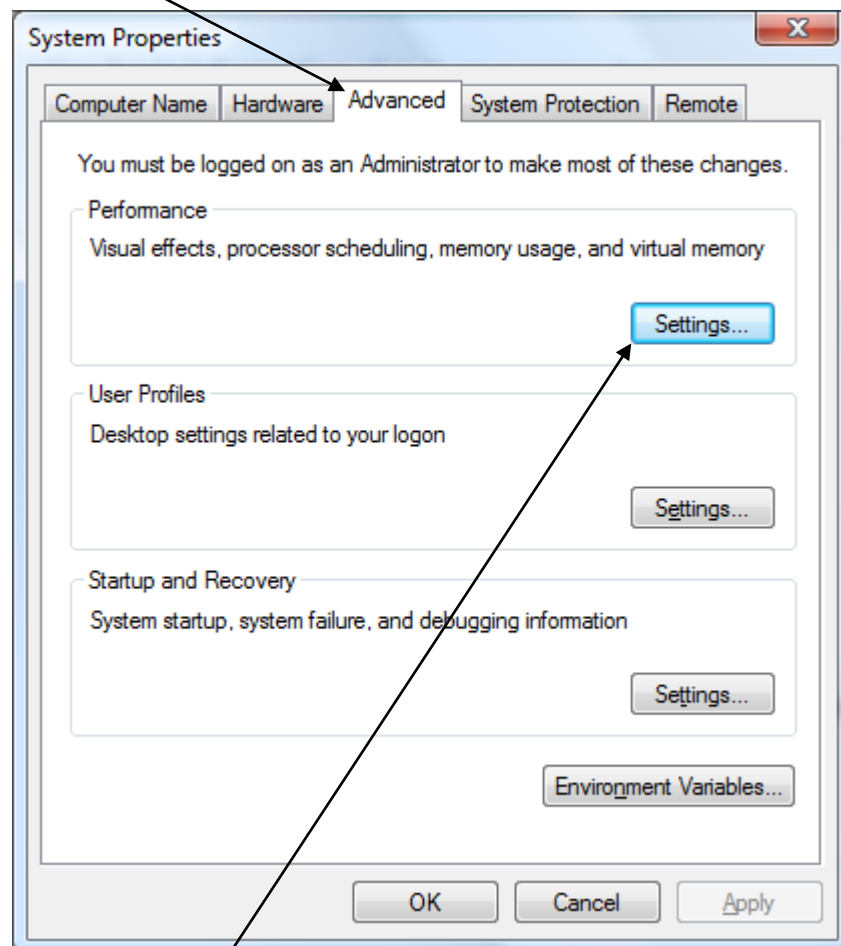 System Properties
Computer Name Hardware Advanced System Protection Remote
You must be logged on as an Administrator to make most of these changes.
Performance
Visual effects, processor scheduling, memory usage, and virtual memory
Settings...
User Profiles
Desktop settings related to your logon
Settings...
Startup and Recovery
System startup, system failure, and debugging information
Settings...
Environment Variables...
OK Cancel Apply